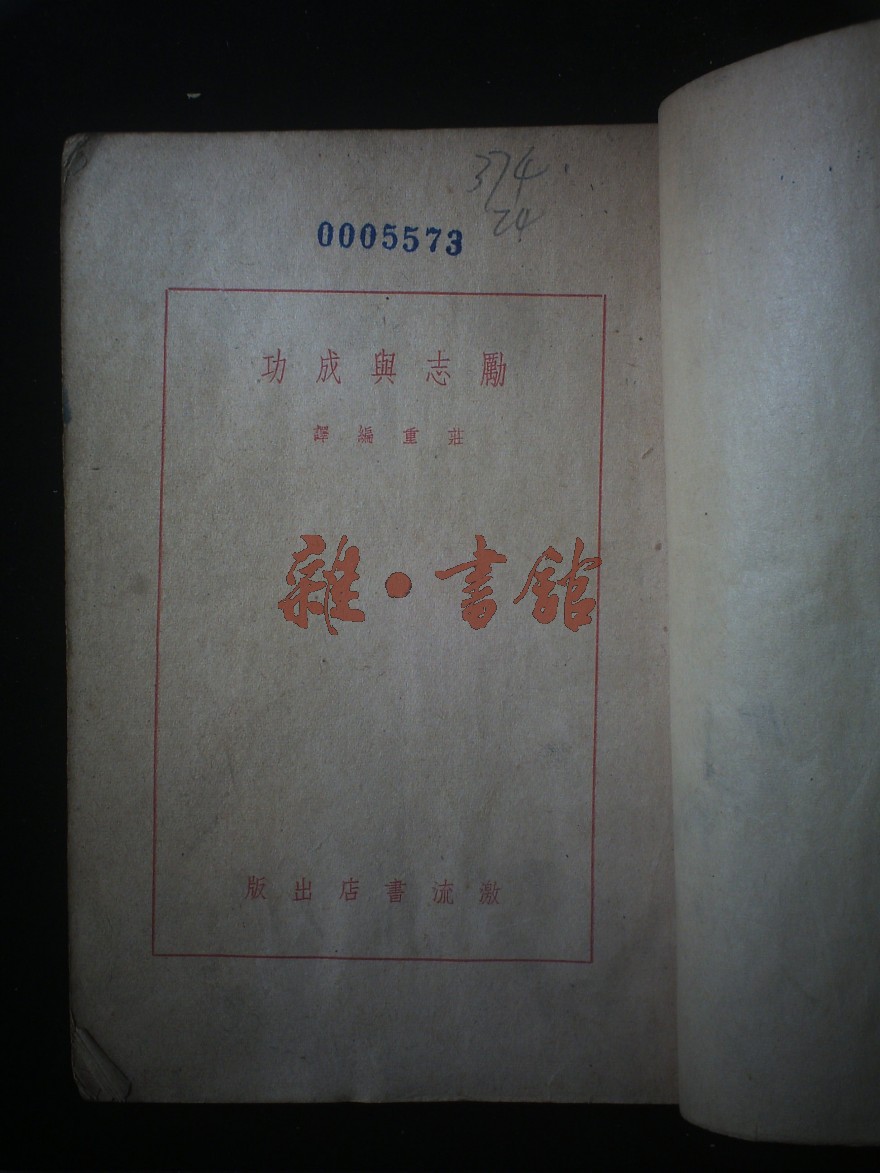 374
24
0005573
勵志與成功
莊重編譯
雜·書館
激流書店出版